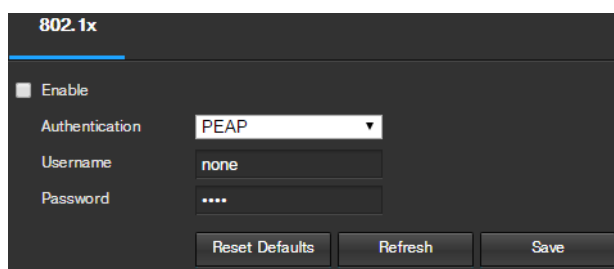 802.1x
Enable
Authentication PEAP
Username none
Password ••••
Reset Defaults Refresh Save